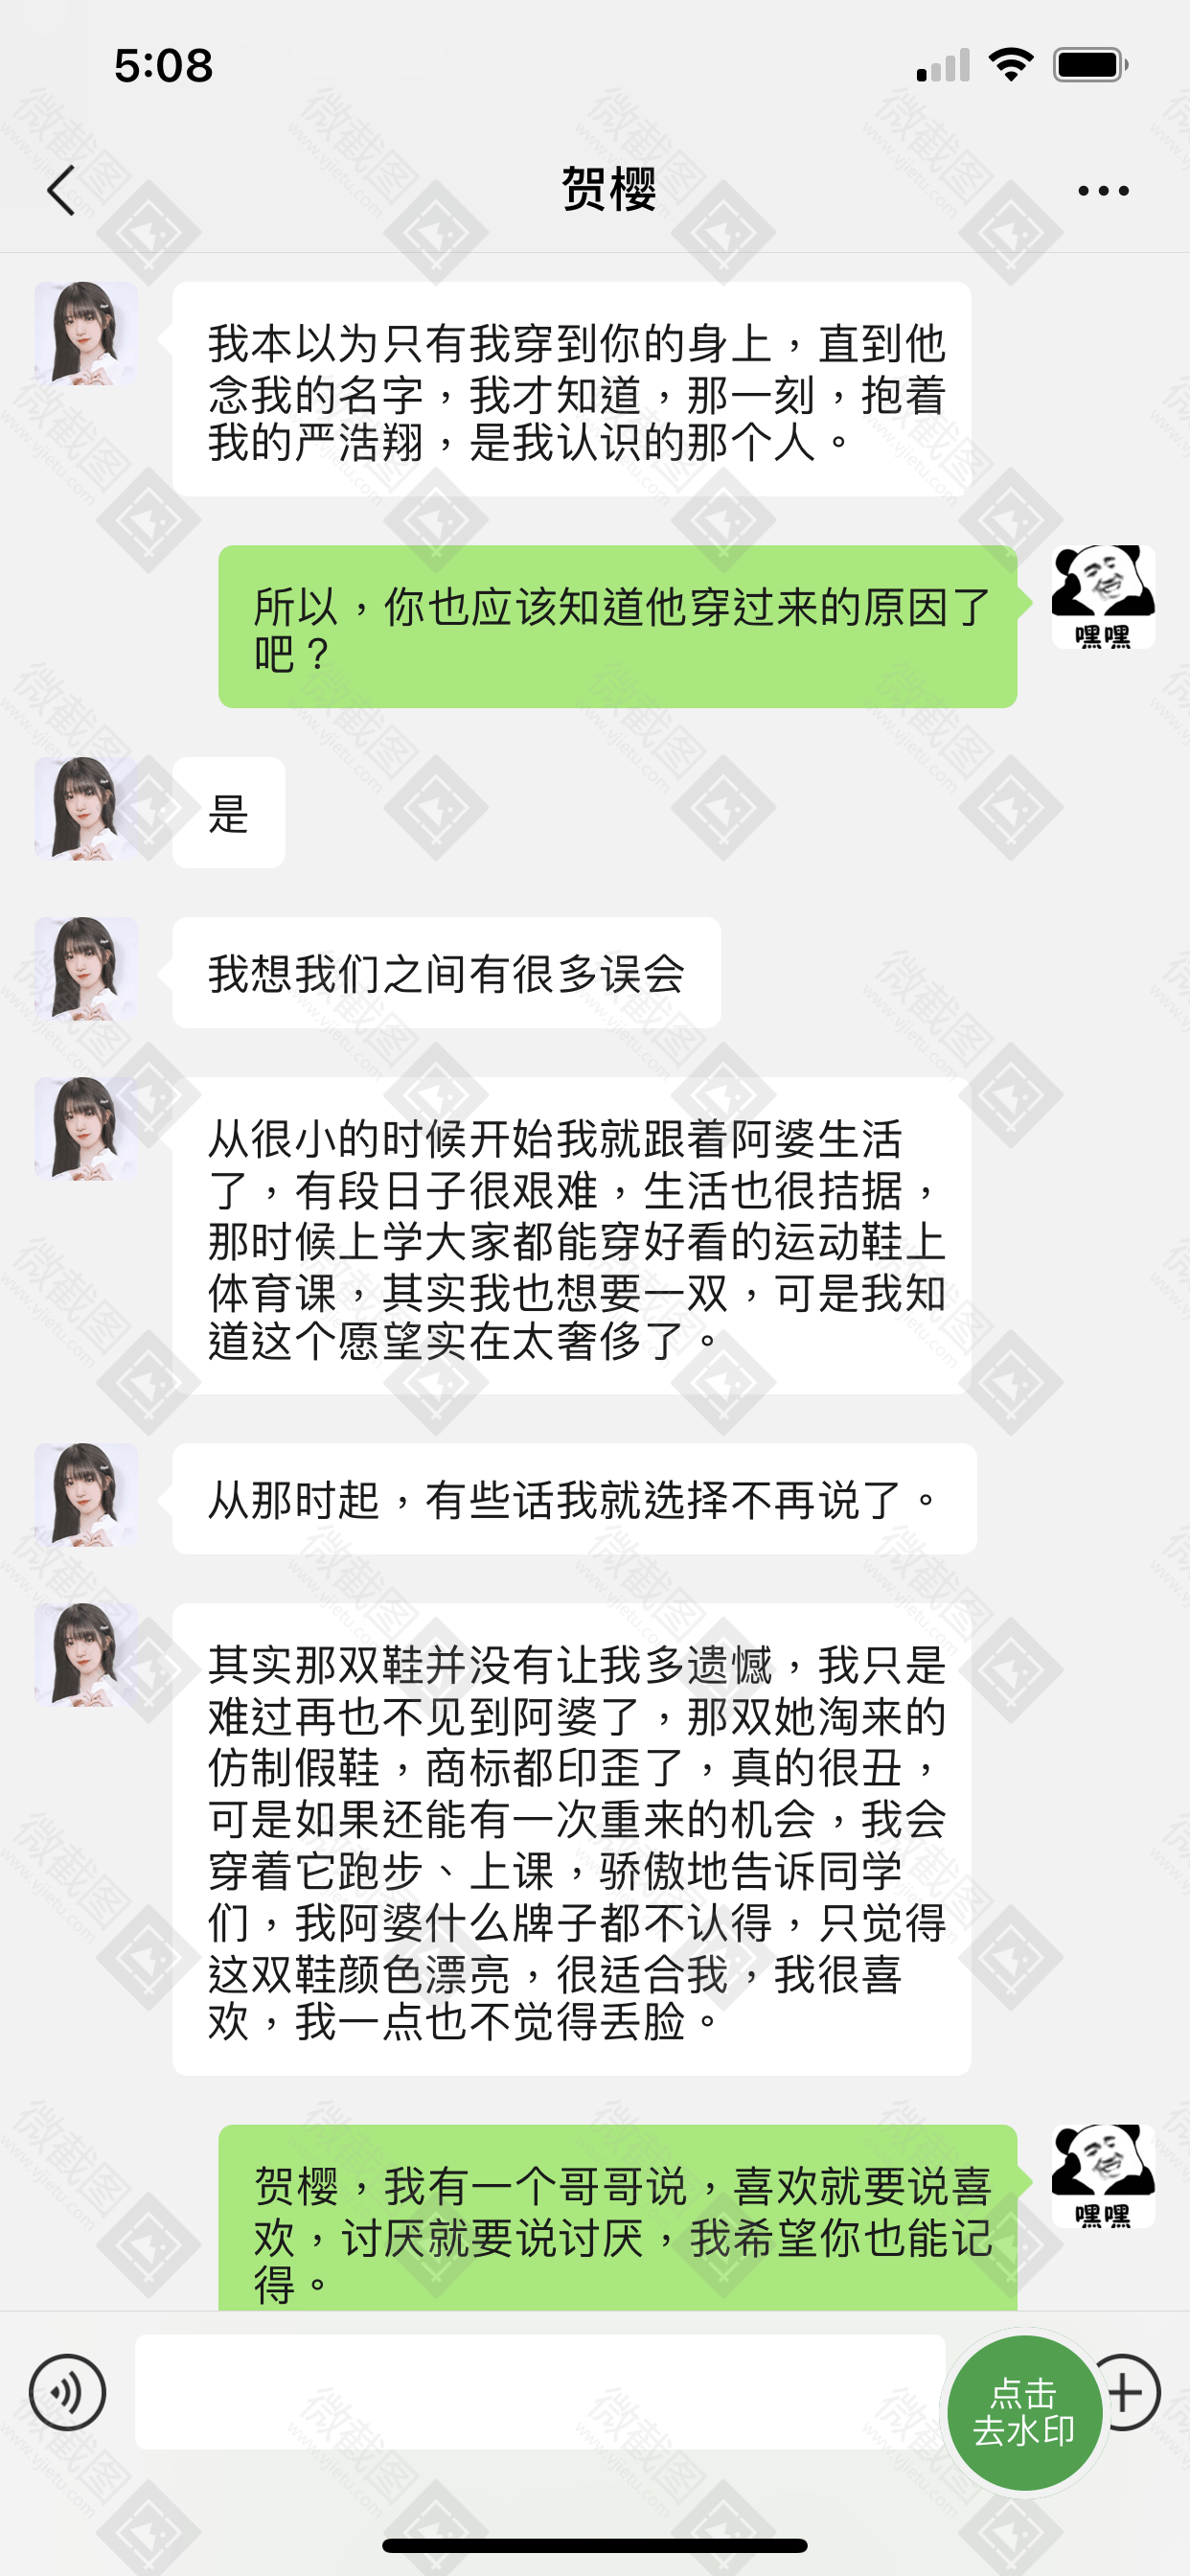 5:08
贺樱
我本以为只有我穿到你的身上，直到他
念我的名字，我才知道，那一刻，抱着
我的严浩翔，是我认识的那个人。
所以，你也应该知道他穿过来的原因了
吧？
嘿嘿
是
我想我们之间有很多误会
从很小的时候开始我就跟着阿婆生活
了，有段日子很艰难，生活也很拮据，
那时候上学大家都能穿好看的运动鞋上
体育课，其实我也想要一双，可是我知
道这个愿望实在太奢侈了。
从那时起，有些话我就选择不再说了。
其实那双鞋并没有让我多遗憾，我只是
难过再也不见到阿婆了，那双她淘来的
仿制假鞋，商标都印歪了，真的很丑，
可是如果还能有一次重来的机会，我会
穿着它跑步、上课，骄傲地告诉同学
们，我阿婆什么牌子都不认得，只觉得
这双鞋颜色漂亮，很适合我，我很喜
欢，我一点也不觉得丢脸。
贺樱，我有一个哥哥说，喜欢就要说喜
欢，讨厌就要说讨厌，我希望你也能记
得。
嘿嘿
点击
去水印
微截图
www.vjietu.com